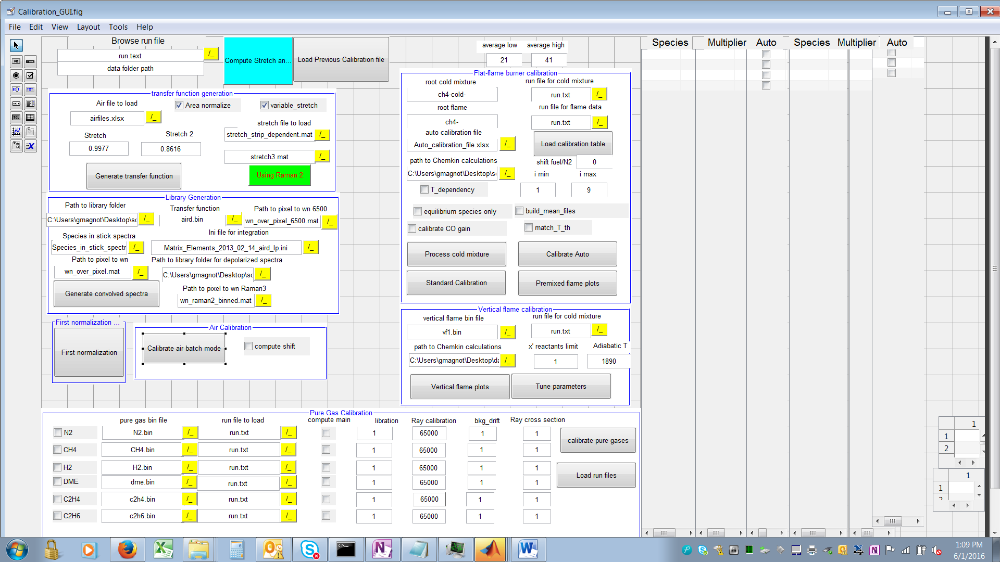 Calibration_GUI.fig
File Edit View Layout Tools Help
Browse run file
run.text
data folder path
Compute Stretch an...
Load Previous Calibration file
average low
average high
21
41
Species Multiplier Auto Species Multiplier Auto
transfer function generation
Air file to load
Area normalize
variable_stretch
airfiles.xlsx
stretch file to load
Stretch
Stretch 2
stretch_strip_dependent.mat
0.9977
0.8616
stretch3.mat
Generate transfer function
Using Raman 2
Library Generation
Path to library folder
Transfer function
Path to pixel to wn 6500
C:\Users\gmagnot\Desktop\sc
aird.bin
wn_over_pixel_6500.mat
Ini file for integration
Species in stick spectra
Species_in_stick_spectr
Matrix_Elements_2013_02_14_aird_lp.ini
Path to pixel to wn
Path to library folder for depolarized spectra
wn_over_pixel.mat
C:\Users\gmagnot\Desktop\sc
Path to pixel to wn Raman3
Generate convolved spectra
wn_raman2_binned.mat
First normalization ...
First normalization
Air Calibration
Calibrate air batch mode
compute shift
Flat-flame burner calibration
root cold mixture
run file for cold mixture
ch4-cold-
run.txt
root flame
run file for flame data
ch4-
run.txt
auto calibration file
Auto_calibration_file.xlsx
Load calibration table
path to Chemkin calculations
shift fuel/N2
0
C:\Users\gmagnot\Desktop\sc
i min
i max
T_dependency
1
9
equilibrium species only
build_mean_files
calibrate CO gain
match_T_th
Process cold mixture
Calibrate Auto
Standard Calibration
Premixed flame plots
Vertical flame calibration
vertical flame bin file
run file for cold mixture
vf1.bin
run.txt
path to Chemkin calculations
x' reactants limit
Adiabatic T
C:\Users\gmagnot\Desktop\da
1
1890
Vertical flame plots
Tune parameters
Pure Gas Calibration
pure gas bin file
run file to load
compute main
libration
Ray calibration
bkg_drift
Ray cross section
N2 N2.bin run.txt 1 65000 1 1
CH4 CH4.bin run.txt 1 65000 1 1
H2 H2.bin run.txt 1 65000 1 1
DME dme.bin run.txt 1 65000 1 1
C2H4 c2h4.bin run.txt 1 65000 1 1
C2H6 c2h6.bin run.txt 1 65000 1 1
calibrate pure gases
Load run files
1
1
2
1
1
1:09 PM
6/1/2016